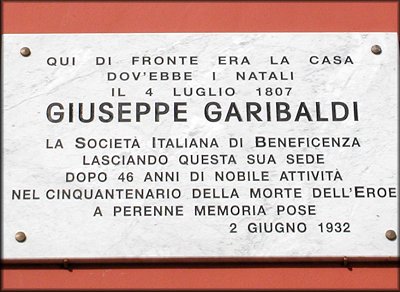 QUI DI FRONTE ERA LA CASA
DOV'EBBE I NATALI
IL 4 LUGLIO 1807
GIUSEPPE GARIBALDI
LA SOCIETÀ ITALIANA DI BENEFICENZA
LASCIANDO QUESTA SUA SEDE
DOPO 46 ANNI DI NOBILE ATTIVITÀ
NEL CINQUANTENARIO DELLA MORTE DELL'EROE
A PERENNE MEMORIA POSE
2 GIUGNO 1932